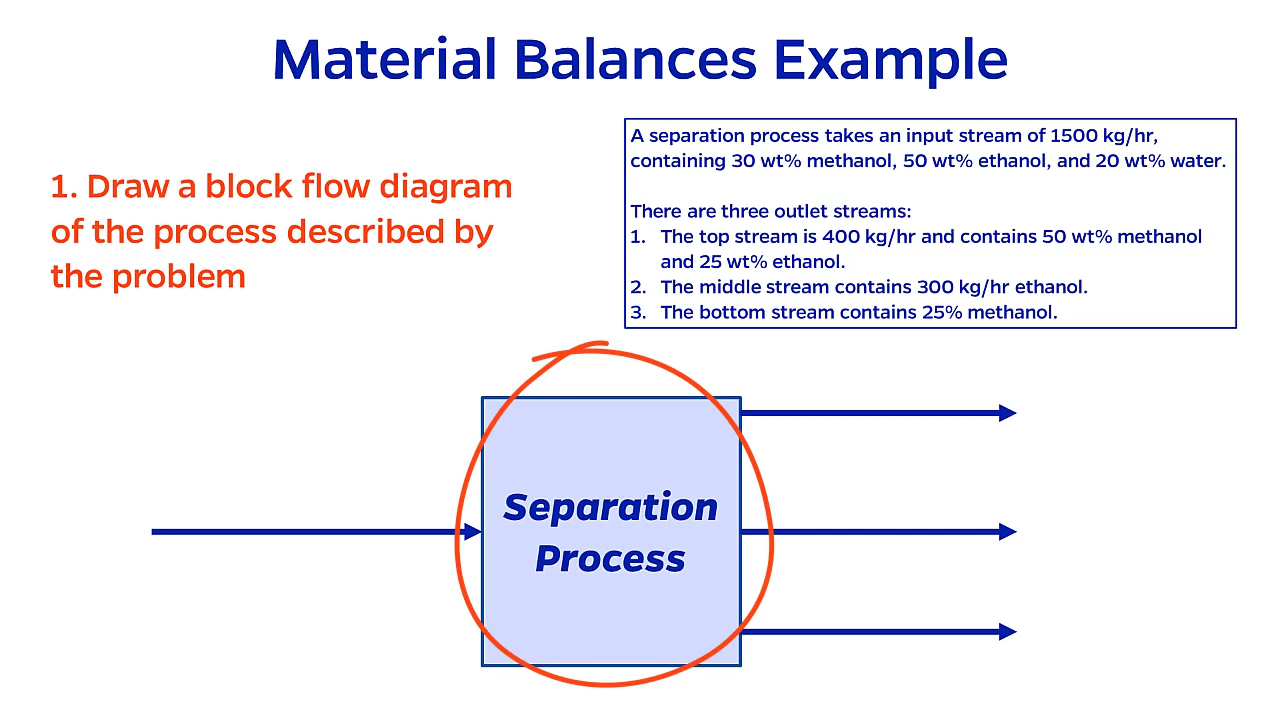 Material Balances Example
1. Draw a block flow diagram
of the process described by
the problem
A separation process takes an input stream of 1500 kg/hr,
containing 30 wt% methanol, 50 wt% ethanol, and 20 wt% water.
There are three outlet streams:
1. The top stream is 400 kg/hr and contains 50 wt% methanol
and 25 wt% ethanol.
2. The middle stream contains 300 kg/hr ethanol.
3. The bottom stream contains 25% methanol.
Separation
Process